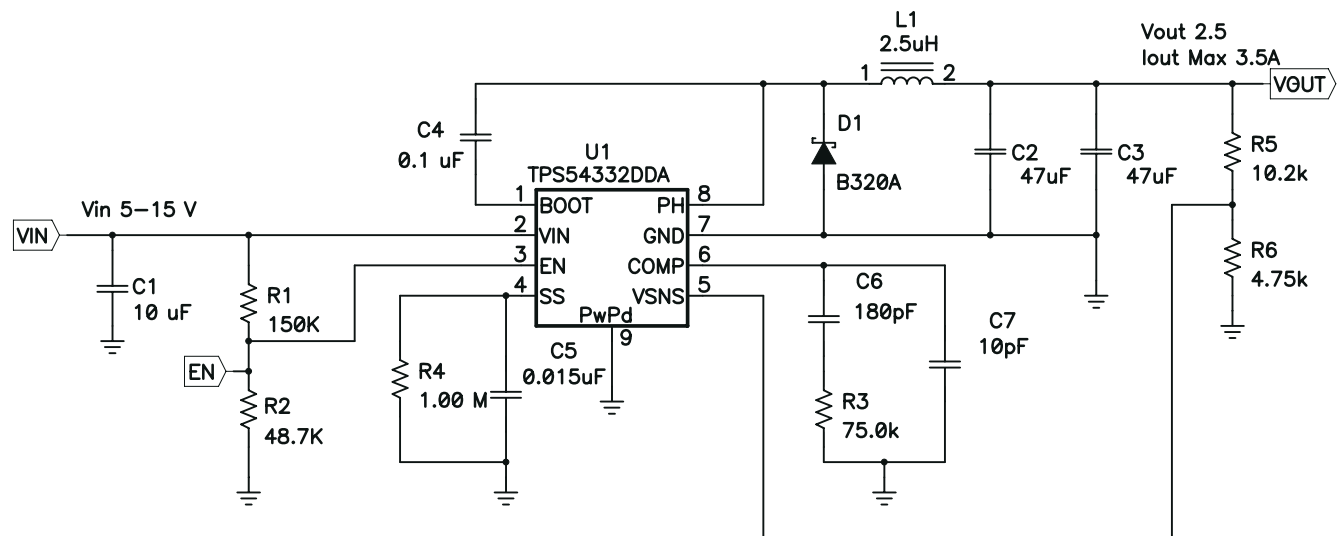 L1
2.5uH
1
2
Vout 2.5
Iout Max 3.5A
VOUT
C4
0.1 uF
U1
TPS54332DDA
D1
B320A
C2
47uF
C3
47uF
R5
10.2k
Vin 5-15 V
VIN
1
BOOT
PH
8
2
VIN
GND
7
3
EN
COMP
6
4
SS
VSNS
5
PwPd
9
C1
10 uF
R1
150K
EN
R2
48.7K
R4
1.00 M
C5
0.015uF
C6
180pF
C7
10pF
R3
75.0k
R6
4.75k